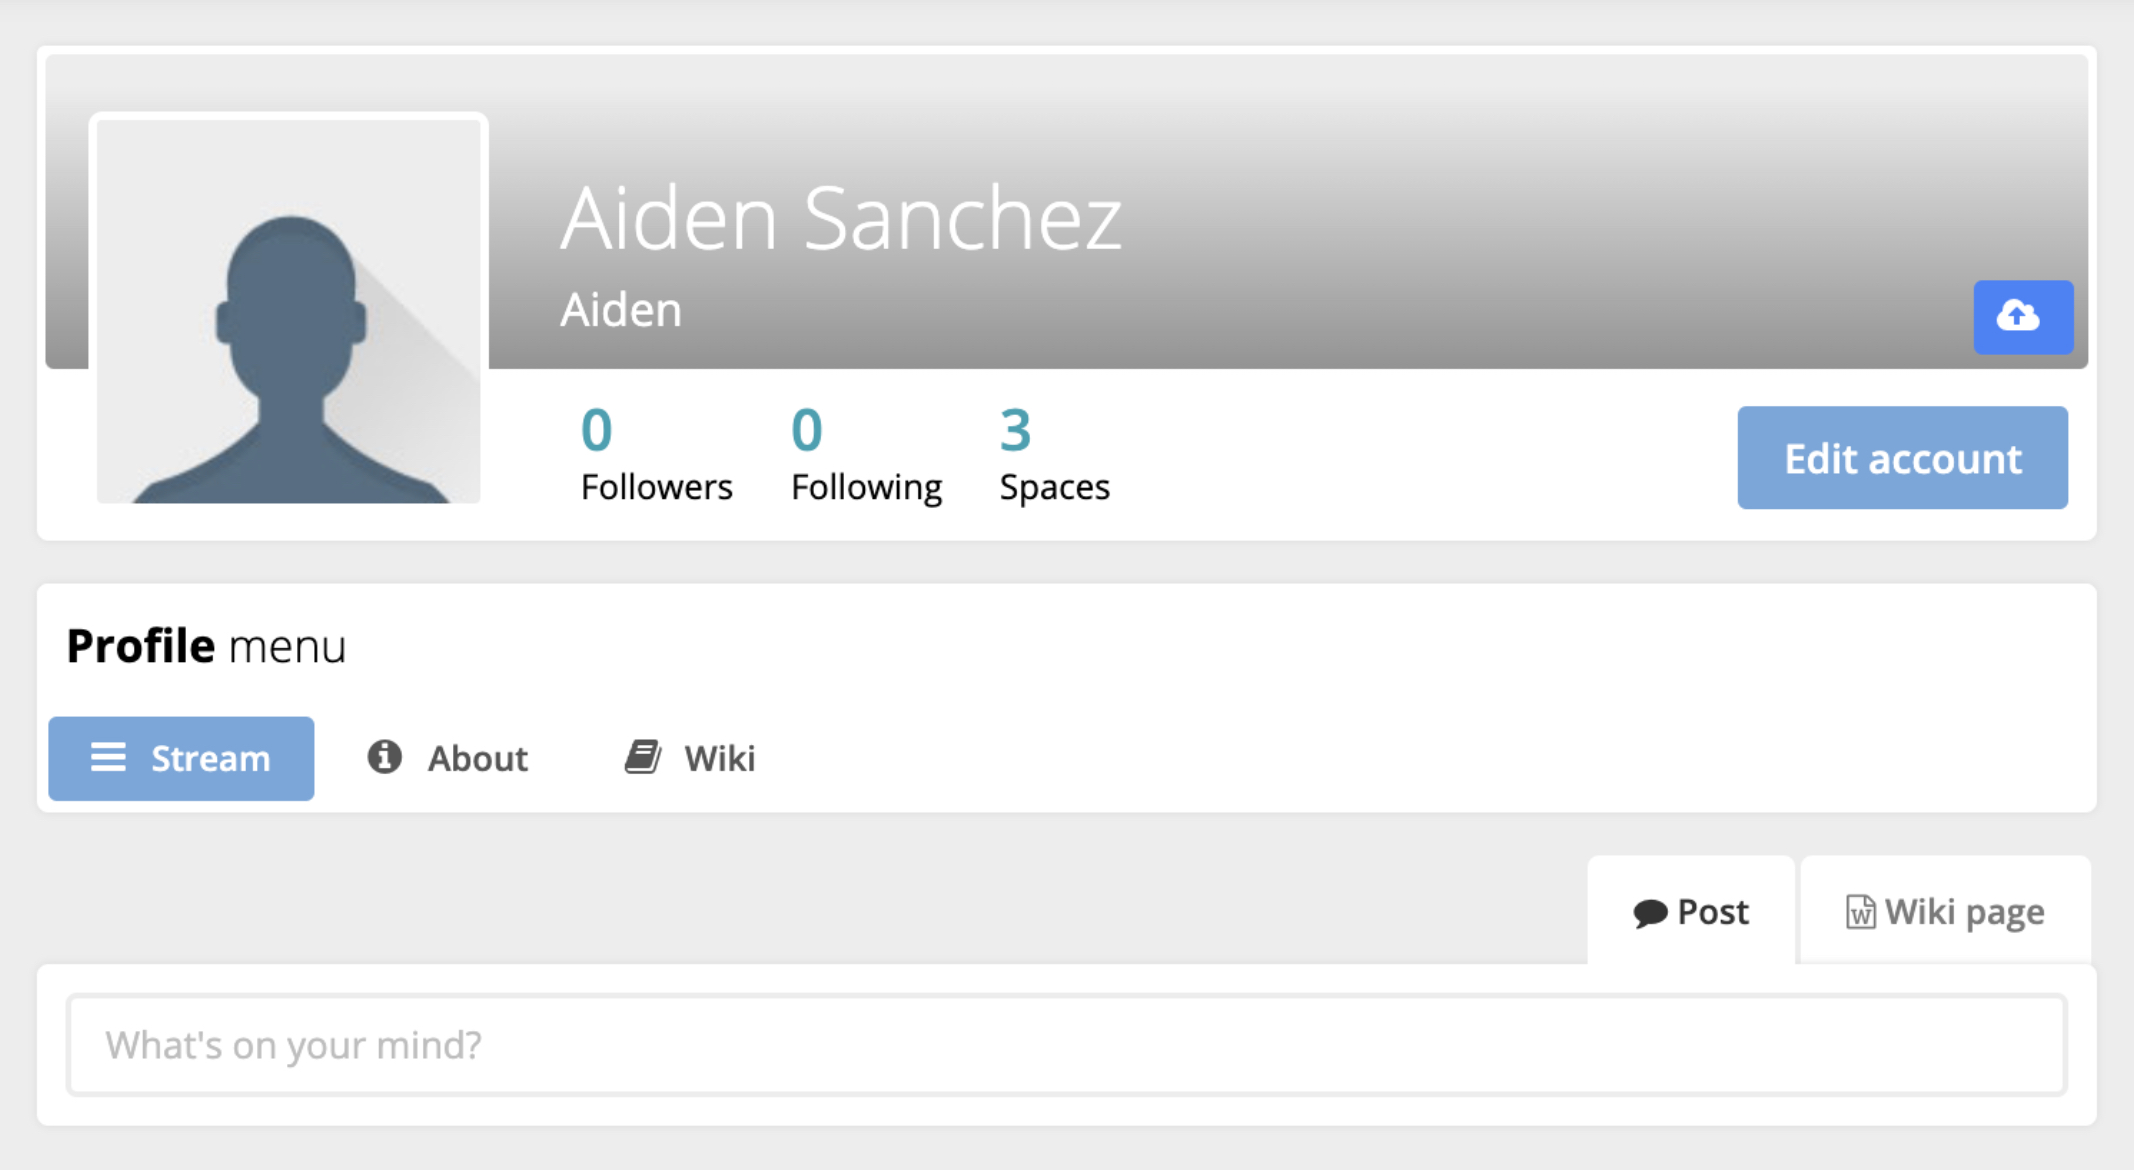 Aiden Sanchez
Aiden
0 0 3
Followers Following Spaces
Edit account
Profile menu
Stream About Wiki
Post Wiki page
What's on your mind?